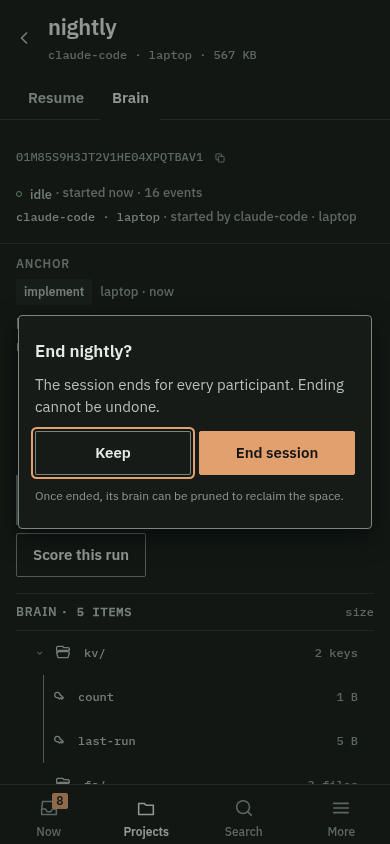 nightly
claude-code · laptop · 567 KB
Resume Brain
01M85S9H3JT2V1HE04XPQTBAV1
idle · started now · 16 events
claude-code · laptop · started by claude-code · laptop
ANCHOR
implement laptop · now
End nightly?
The session ends for every participant. Ending
cannot be undone.
Keep End session
Once ended, its brain can be pruned to reclaim the space.
Score this run
BRAIN · 5 ITEMS size
kv/ 2 keys
count 1 B
last-run 5 B
8
Now Projects Search More